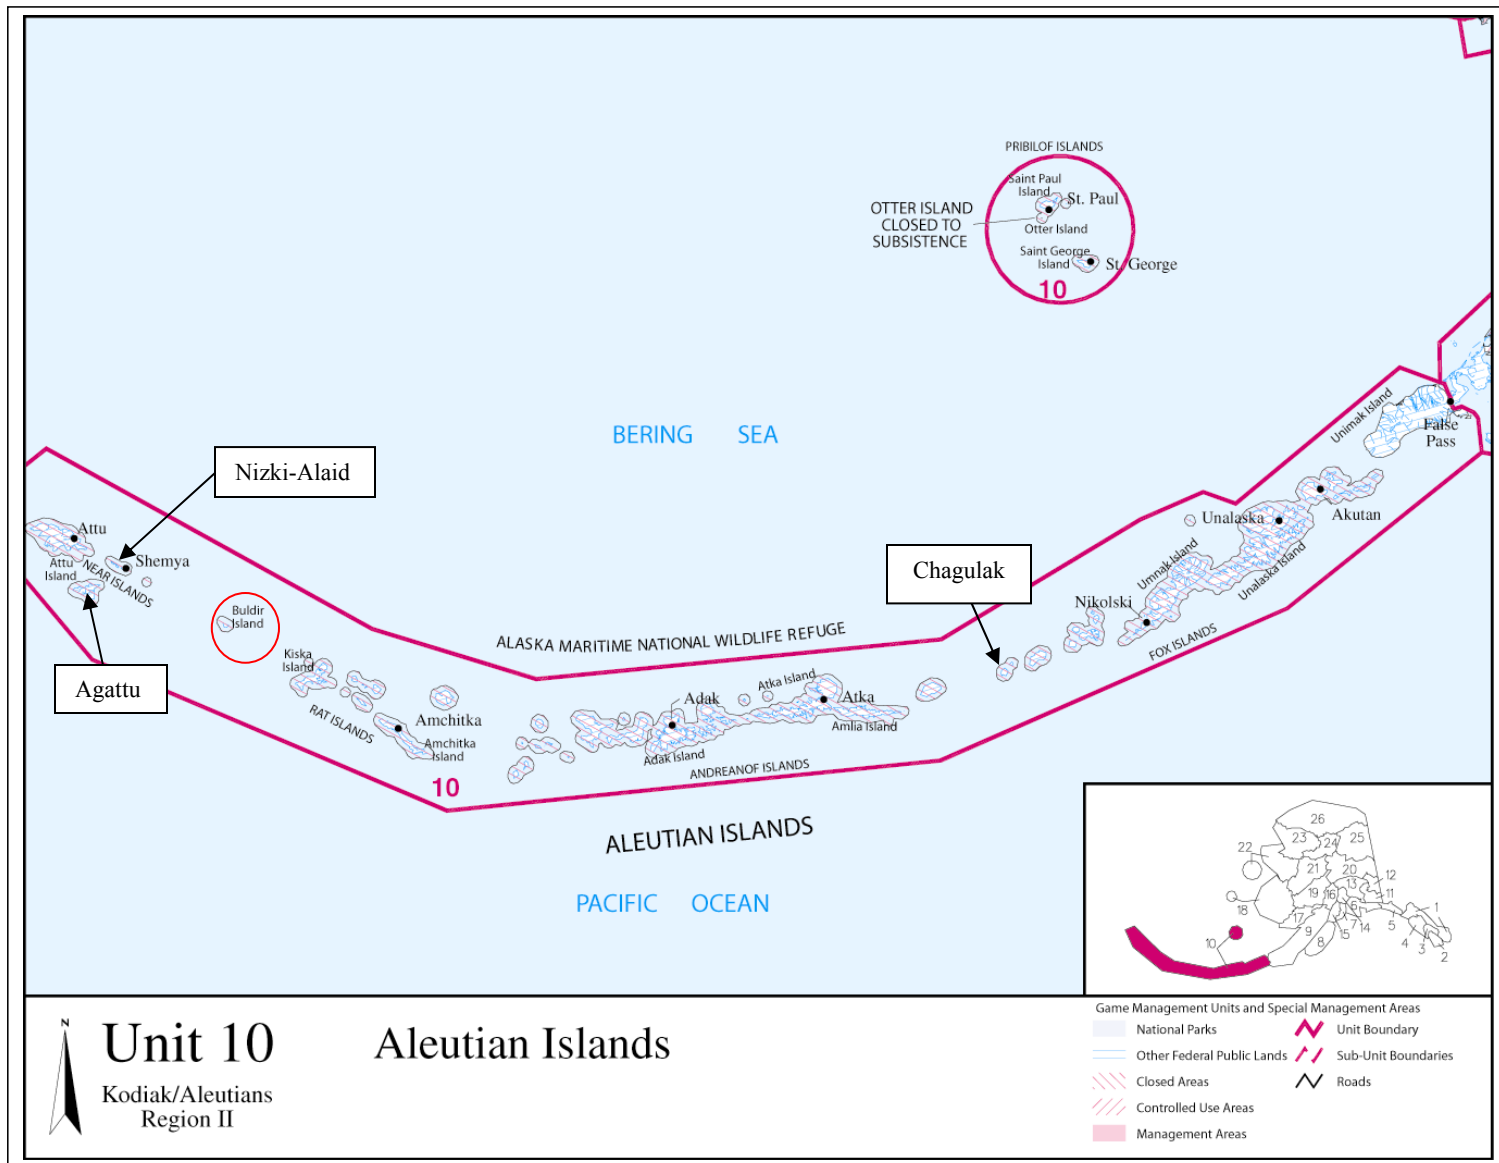 PRIBILOF ISLANDS
Saint Paul
Island
St. Paul
OTTER ISLAND
CLOSED TO
SUBSISTENCE
Otter Island
Saint George
Island
St. George
10
BERING SEA
Unimak Island
False
Pass
Nizki-Alaid
Attu
Attu
Island
Shemya
NEAR ISLANDS
Akutan
Unalaska
Unalaska Island
Umnak Island
Chagulak
Nikolski
FOX ISLANDS
Buldir
Island
Agattu
ALASKA MARITIME NATIONAL WILDLIFE REFUGE
Kiska
Island
RAT ISLANDS
Amchitka
Amchitka
Island
10
Adak
Adak Island
Atka Island
Atka
Amlia Island
ANDREANOF ISLANDS
ALEUTIAN ISLANDS
PACIFIC OCEAN
26
23
24
25
22
21
20
12
13
11
19
16
6
18
17
9
8
15
7
14
5
4
3
1
2
10
N
Unit 10
Aleutian Islands
Kodiak/Aleutians
Region II
Game Management Units and Special Management Areas
National Parks
Unit Boundary
Other Federal Public Lands
Sub-Unit Boundaries
Closed Areas
Roads
Controlled Use Areas
Management Areas